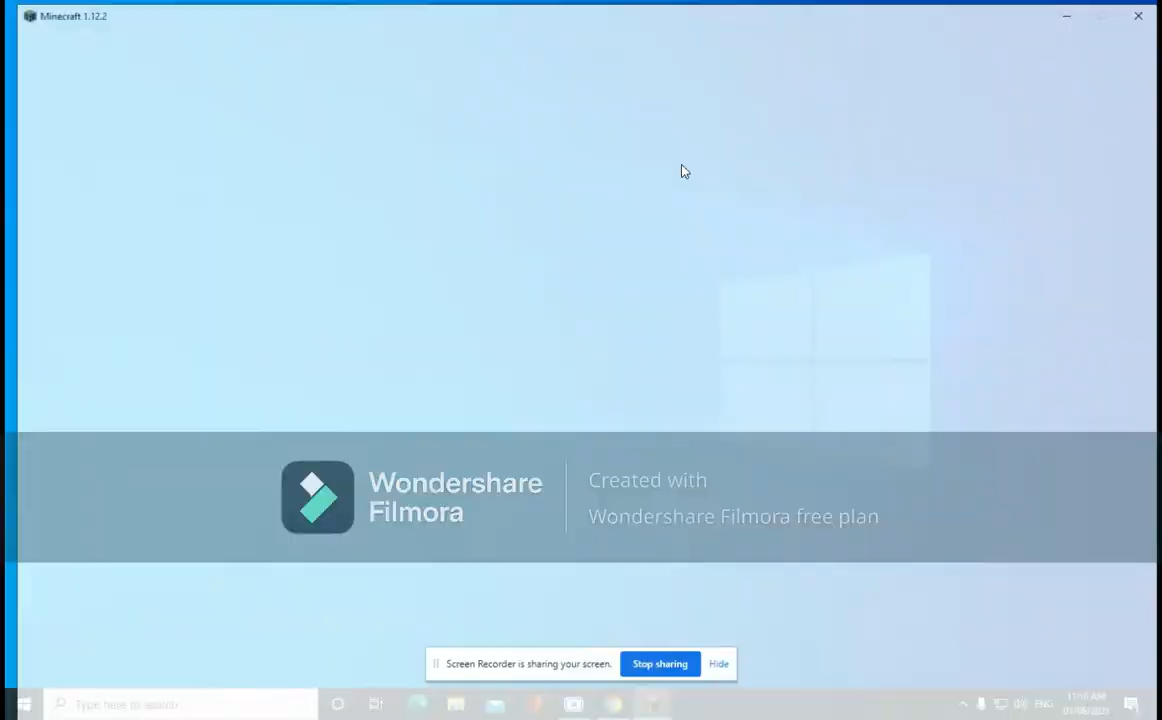 Minecraft 1.12.2
Wondershare
Filmora
Created with
Wondershare Filmora free plan
Screen Recorder is sharing your screen. Stop sharing Hide
Type here to search
ENG